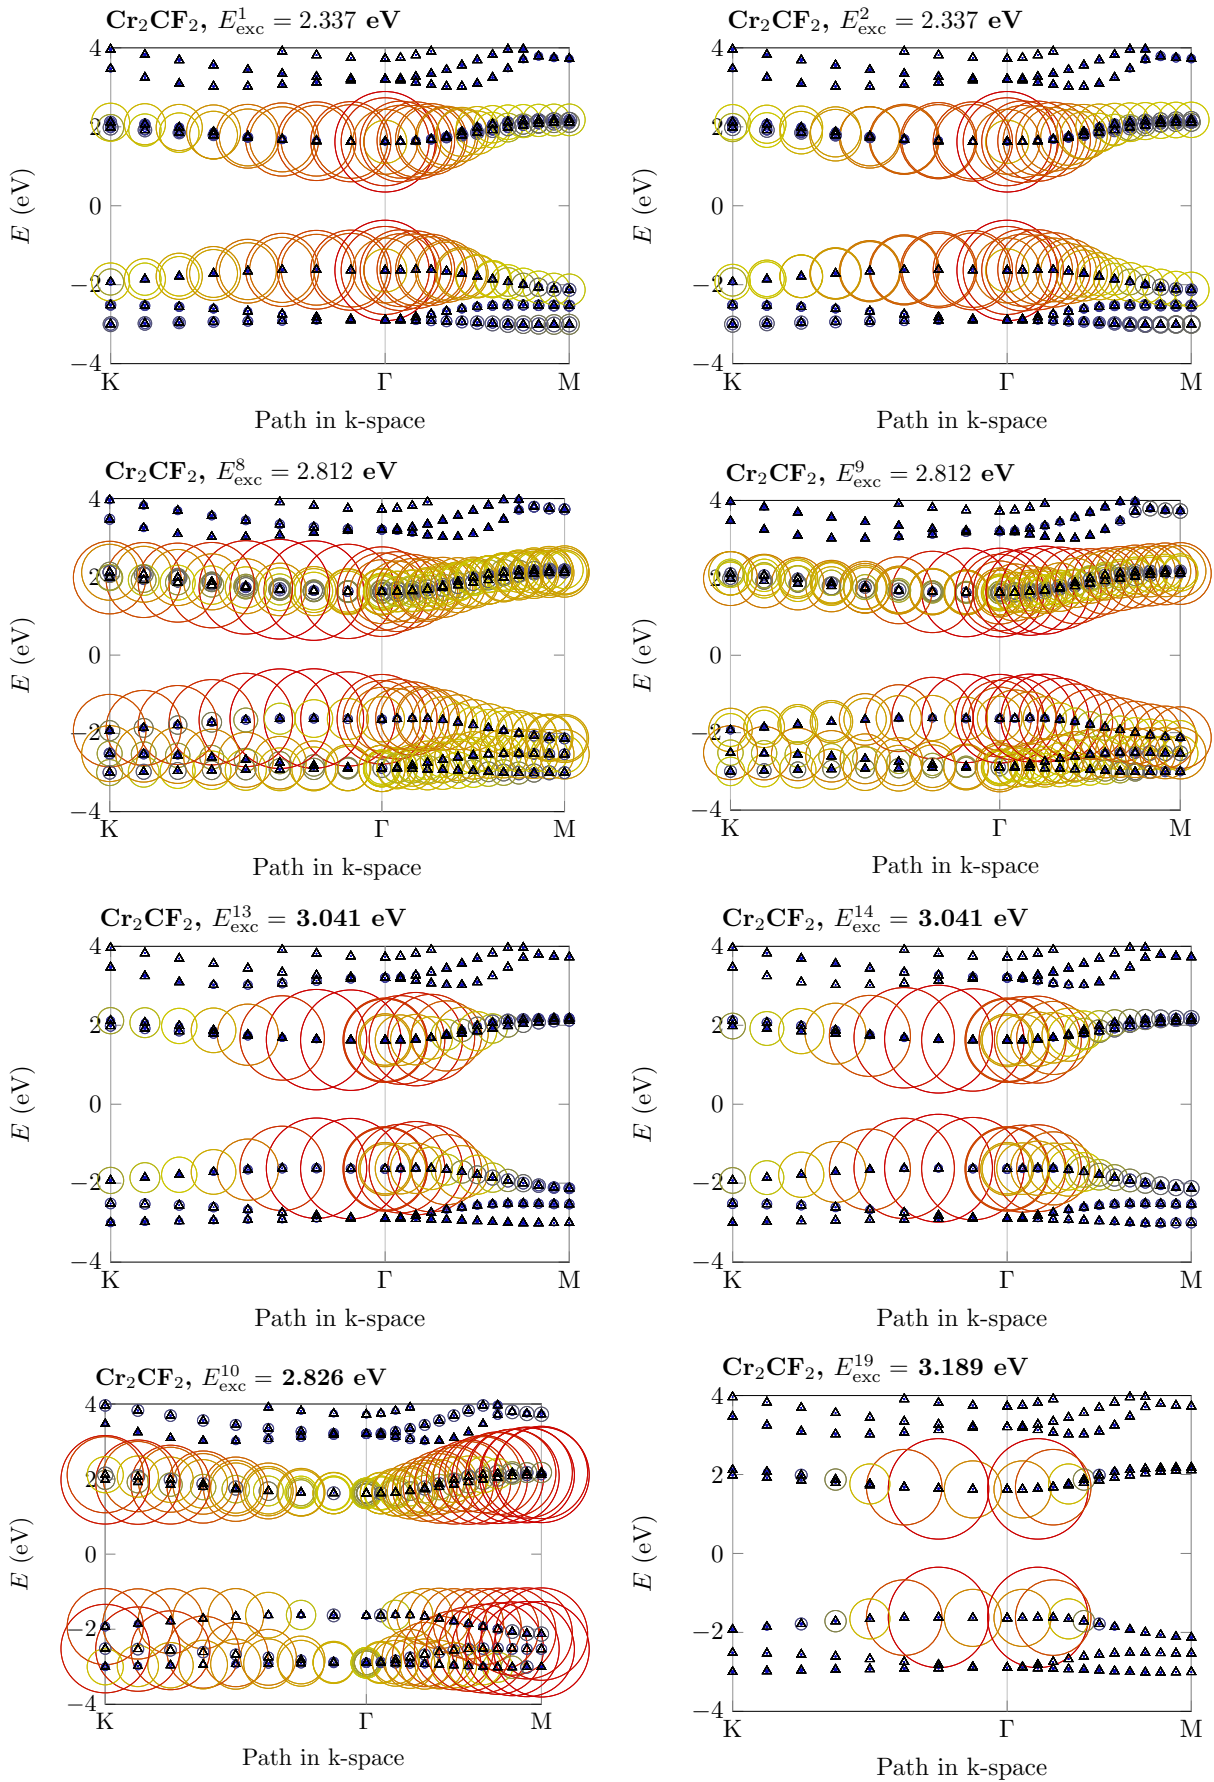 Cr₂CF₂, E¹exc = 2.337 eV
4
2
0
−2
−4
E (eV)
K
Γ
M
Path in k-space
Cr₂CF₂, E²exc = 2.337 eV
4
2
0
−2
−4
E (eV)
K
Γ
M
Path in k-space
Cr₂CF₂, E⁸exc = 2.812 eV
4
2
0
−2
−4
E (eV)
K
Γ
M
Path in k-space
Cr₂CF₂, E⁹exc = 2.812 eV
4
2
0
−2
−4
E (eV)
K
Γ
M
Path in k-space
Cr₂CF₂, E¹³exc = 3.041 eV
4
2
0
−2
−4
E (eV)
K
Γ
M
Path in k-space
Cr₂CF₂, E¹⁴exc = 3.041 eV
4
2
0
−2
−4
E (eV)
K
Γ
M
Path in k-space
Cr₂CF₂, E¹⁰exc = 2.826 eV
4
2
0
−2
−4
E (eV)
K
Γ
M
Path in k-space
Cr₂CF₂, E¹⁹exc = 3.189 eV
4
2
0
−2
−4
E (eV)
K
Γ
M
Path in k-space